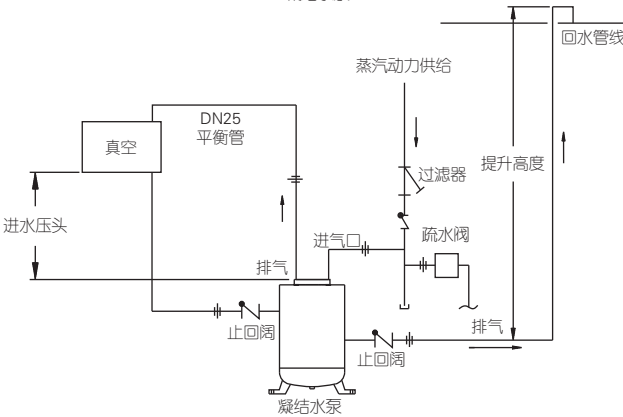 回水管线
蒸汽动力供给
DN25
平衡管
真空
提升高度
过滤器
进水压头
进气口
疏水阀
排气
排气
止回阔
止回阔
凝结水泵